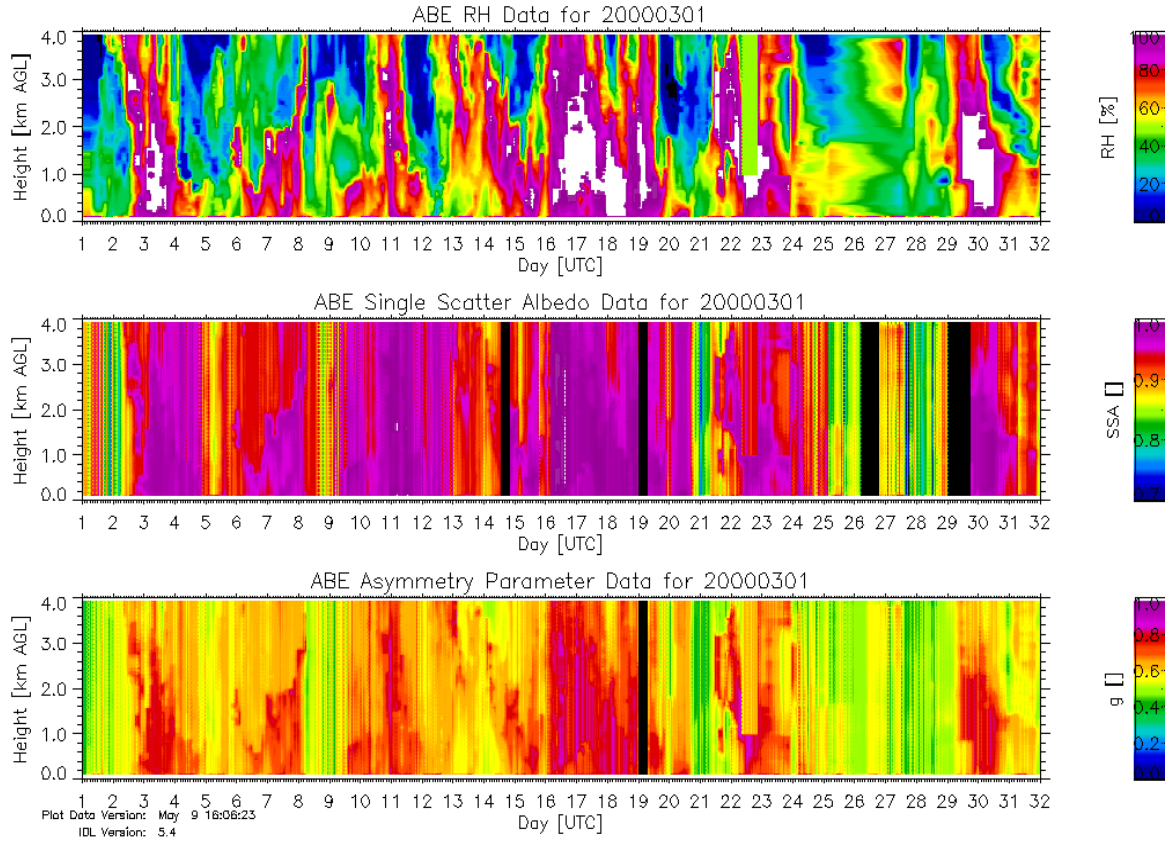 ABE RH Data for 20000301
Height [km AGL]
4.0
3.0
2.0
1.0
0.0
1 2 3 4 5 6 7 8 9 10 11 12 13 14 15 16 17 18 19 20 21 22 23 24 25 26 27 28 29 30 31 32
Day [UTC]
RH [%]
100
80
60
40
20
0.0
ABE Single Scatter Albedo Data for 20000301
Height [km AGL]
4.0
3.0
2.0
1.0
0.0
1 2 3 4 5 6 7 8 9 10 11 12 13 14 15 16 17 18 19 20 21 22 23 24 25 26 27 28 29 30 31 32
Day [UTC]
SSA []
1.0
0.9
0.8
0.7
ABE Asymmetry Parameter Data for 20000301
Height [km AGL]
4.0
3.0
2.0
1.0
0.0
1 2 3 4 5 6 7 8 9 10 11 12 13 14 15 16 17 18 19 20 21 22 23 24 25 26 27 28 29 30 31 32
Day [UTC]
g []
1.0
0.8
0.6
0.4
0.2
0.0
Plot Data Version: May 9 16:06:23
IDL Version: 5.4